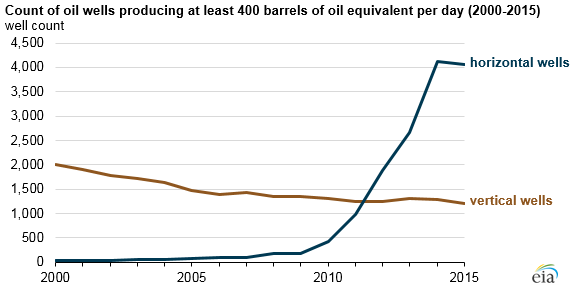 Count of oil wells producing at least 400 barrels of oil equivalent per day (2000-2015)
well count
4,500
4,000
3,500
3,000
2,500
2,000
1,500
1,000
500
0
horizontal wells
vertical wells
2000
2005
2010
2015
eia